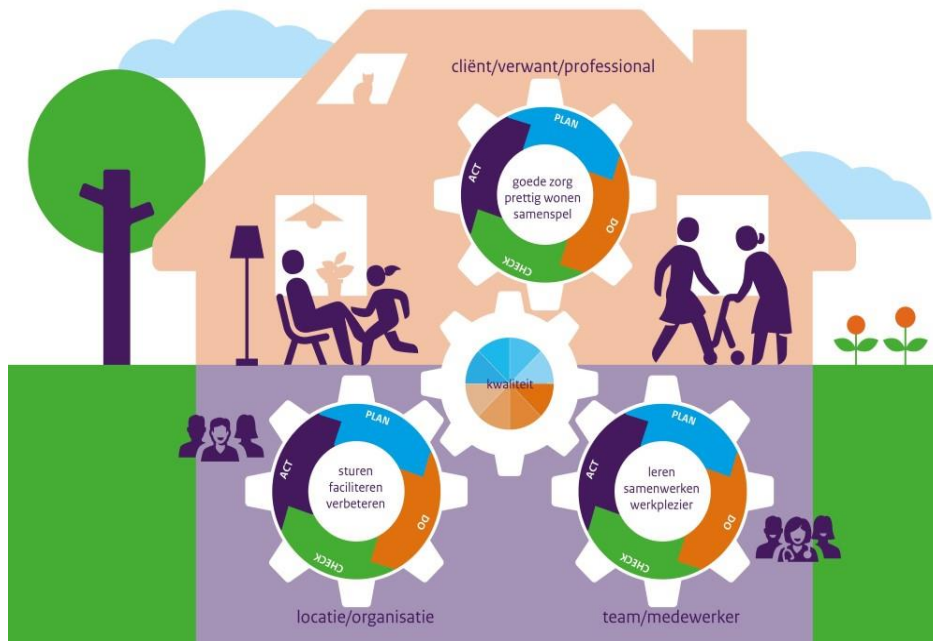 cliënt/verwant/professional
PLAN
ACT
goede zorg
prettig wonen
samenspel
DO
CHECK
kwaliteit
PLAN
ACT
sturen
faciliteren
verbeteren
DO
CHECK
locatie/organisatie
PLAN
ACT
leren
samenwerken
werkplezier
DO
CHECK
team/medewerker